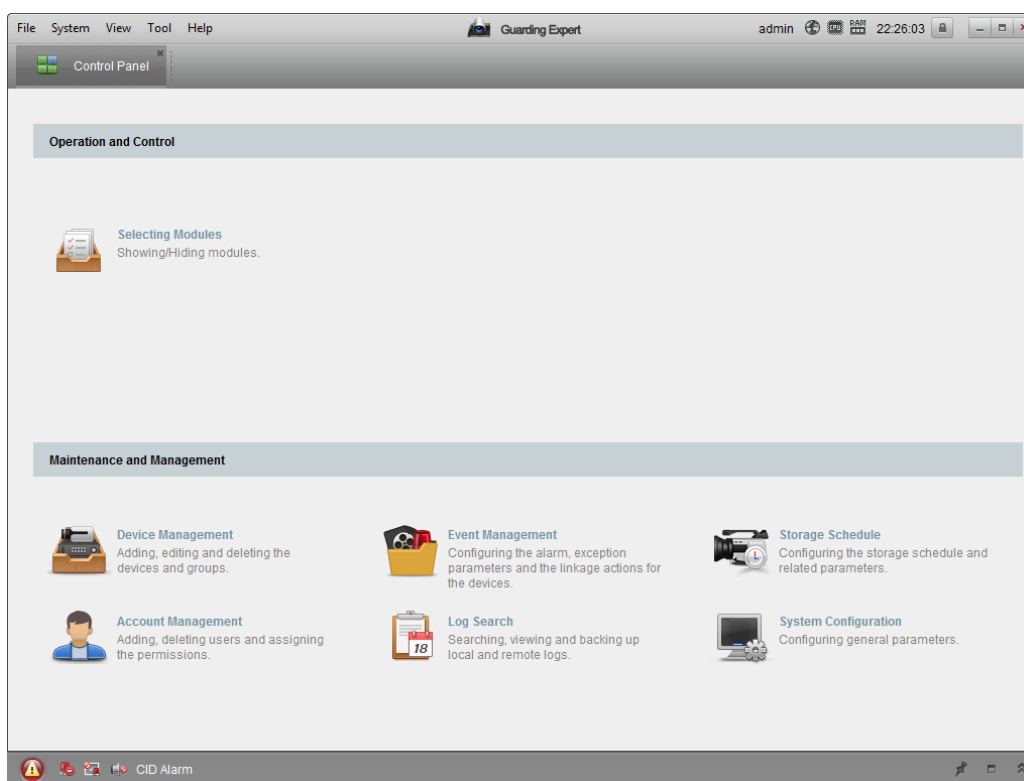 File System View Tool Help Guarding Expert admin CPU RAM 22:26:03
Control Panel
Operation and Control
Selecting Modules
Showing/Hiding modules.
Maintenance and Management
Device Management
Adding, editing and deleting the
devices and groups.
Event Management
Configuring the alarm, exception
parameters and the linkage actions for
the devices.
Storage Schedule
Configuring the storage schedule and
related parameters.
Account Management
Adding, deleting users and assigning
the permissions.
18
Log Search
Searching, viewing and backing up
local and remote logs.
System Configuration
Configuring general parameters.
CID Alarm